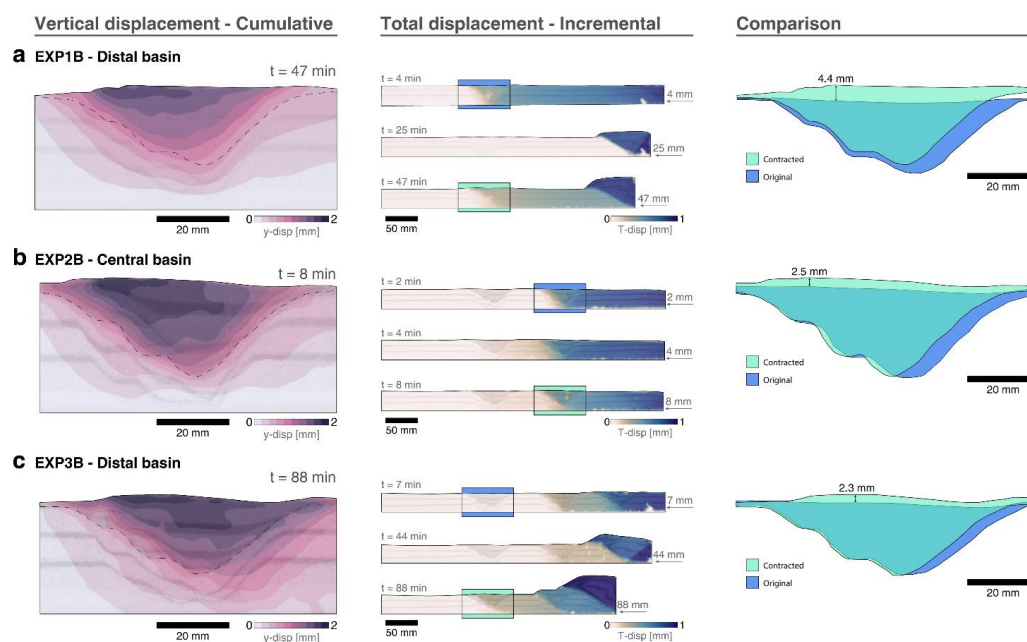 Vertical displacement - Cumulative
Total displacement - Incremental
Comparison
a EXP1B - Distal basin
t = 47 min
20 mm
0 2
y-disp [mm]
t = 4 min
4 mm
t = 25 min
25 mm
t = 47 min
47 mm
50 mm
0 1
T-disp [mm]
4.4 mm
Contracted
Original
20 mm
b EXP2B - Central basin
t = 8 min
20 mm
0 2
y-disp [mm]
t = 2 min
2 mm
t = 4 min
4 mm
t = 8 min
8 mm
50 mm
0 1
T-disp [mm]
2.5 mm
Contracted
Original
20 mm
c EXP3B - Distal basin
t = 88 min
20 mm
0 2
y-disp [mm]
t = 7 min
7 mm
t = 44 min
44 mm
t = 88 min
88 mm
50 mm
0 1
T-disp [mm]
2.3 mm
Contracted
Original
20 mm